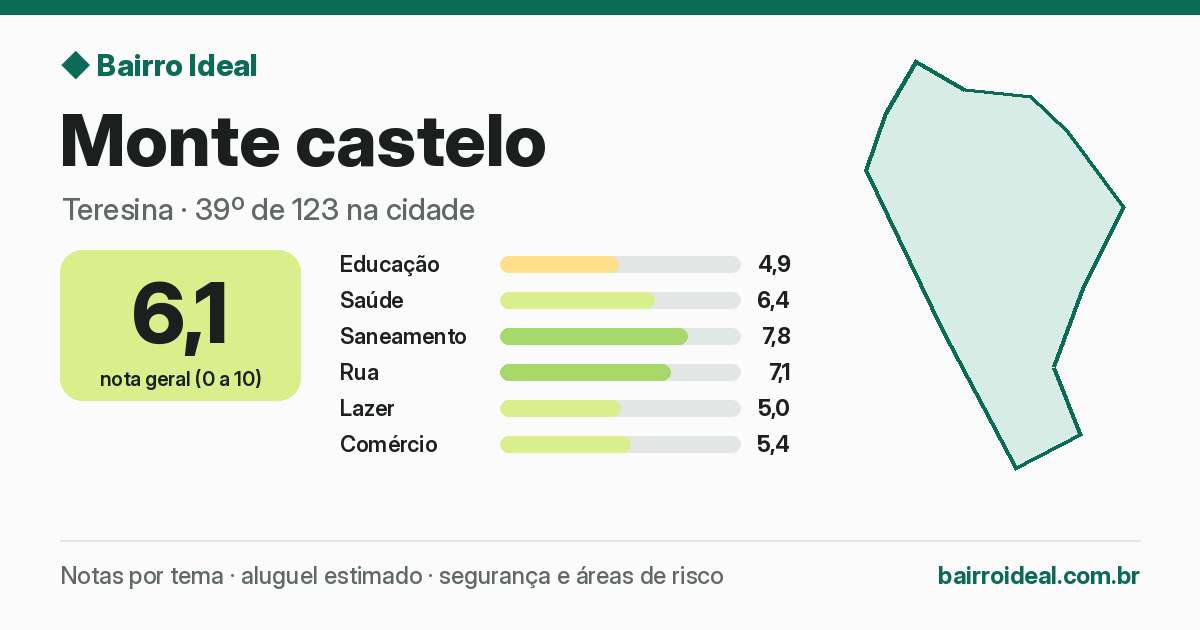 Bairro Ideal
Monte castelo
Teresina · 39º de 123 na cidade
6,1
nota geral (0 a 10)
Educação 4,9
Saúde 6,4
Saneamento 7,8
Rua 7,1
Lazer 5,0
Comércio 5,4
Notas por tema · aluguel estimado · segurança e áreas de risco
bairroideal.com.br